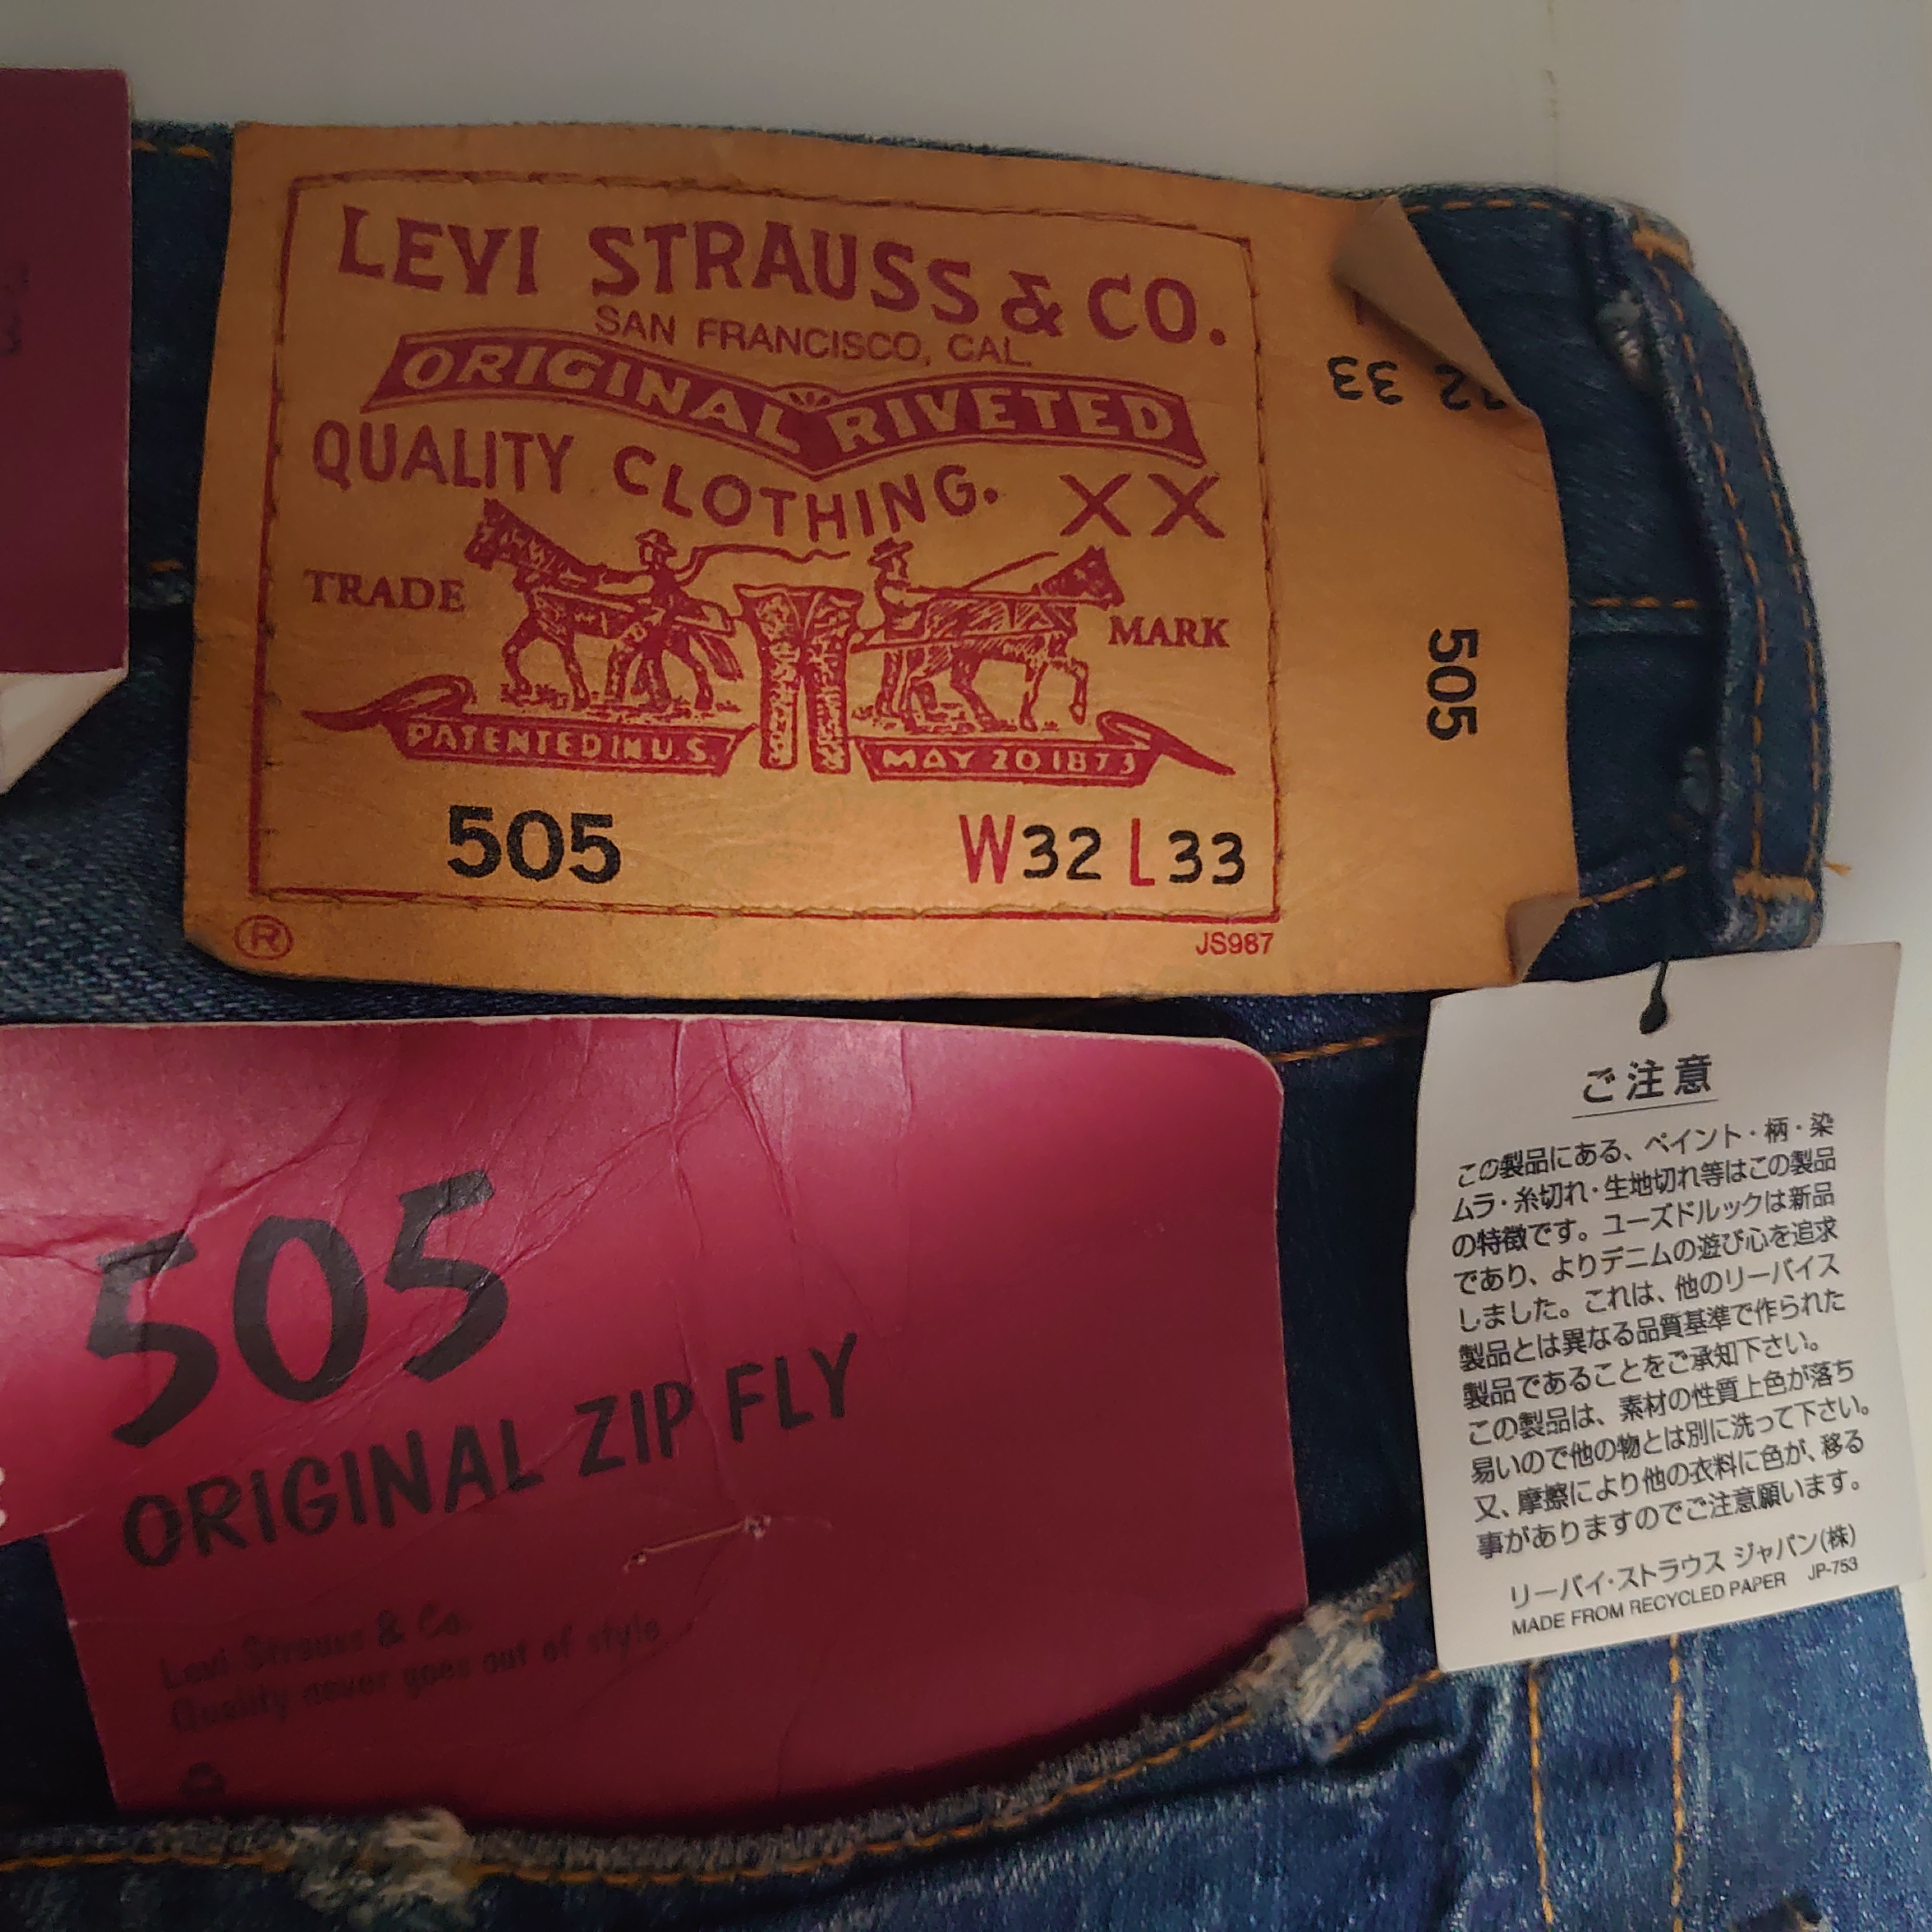 LEVI STRAUSS & CO.
SAN FRANCISCO, CAL.
ORIGINAL RIVETED
QUALITY CLOTHING. XX
TRADE MARK
PATENTED IN U.S. MAY 20 1873
505 W32 L33
®
JS987
33
505
505
ORIGINAL ZIP FLY
Levi Strauss & Co.
Quality never goes out of style
ご注意
この製品にある、ペイント・柄・染
ムラ・糸切れ・生地切れ等はこの製品
の特徴です。ユーズドルックは新品
であり、よりデニムの遊び心を追求
しました。これは、他のリーバイス
製品とは異なる品質基準で作られた
製品であることをご承知下さい。
この製品は、素材の性質上色が落ち
易いので他の物とは別に洗って下さい。
又、摩擦により他の衣料に色が、移る
事がありますのでご注意願います。
リーバイ・ストラウス ジャパン(株)
MADE FROM RECYCLED PAPER JP-753